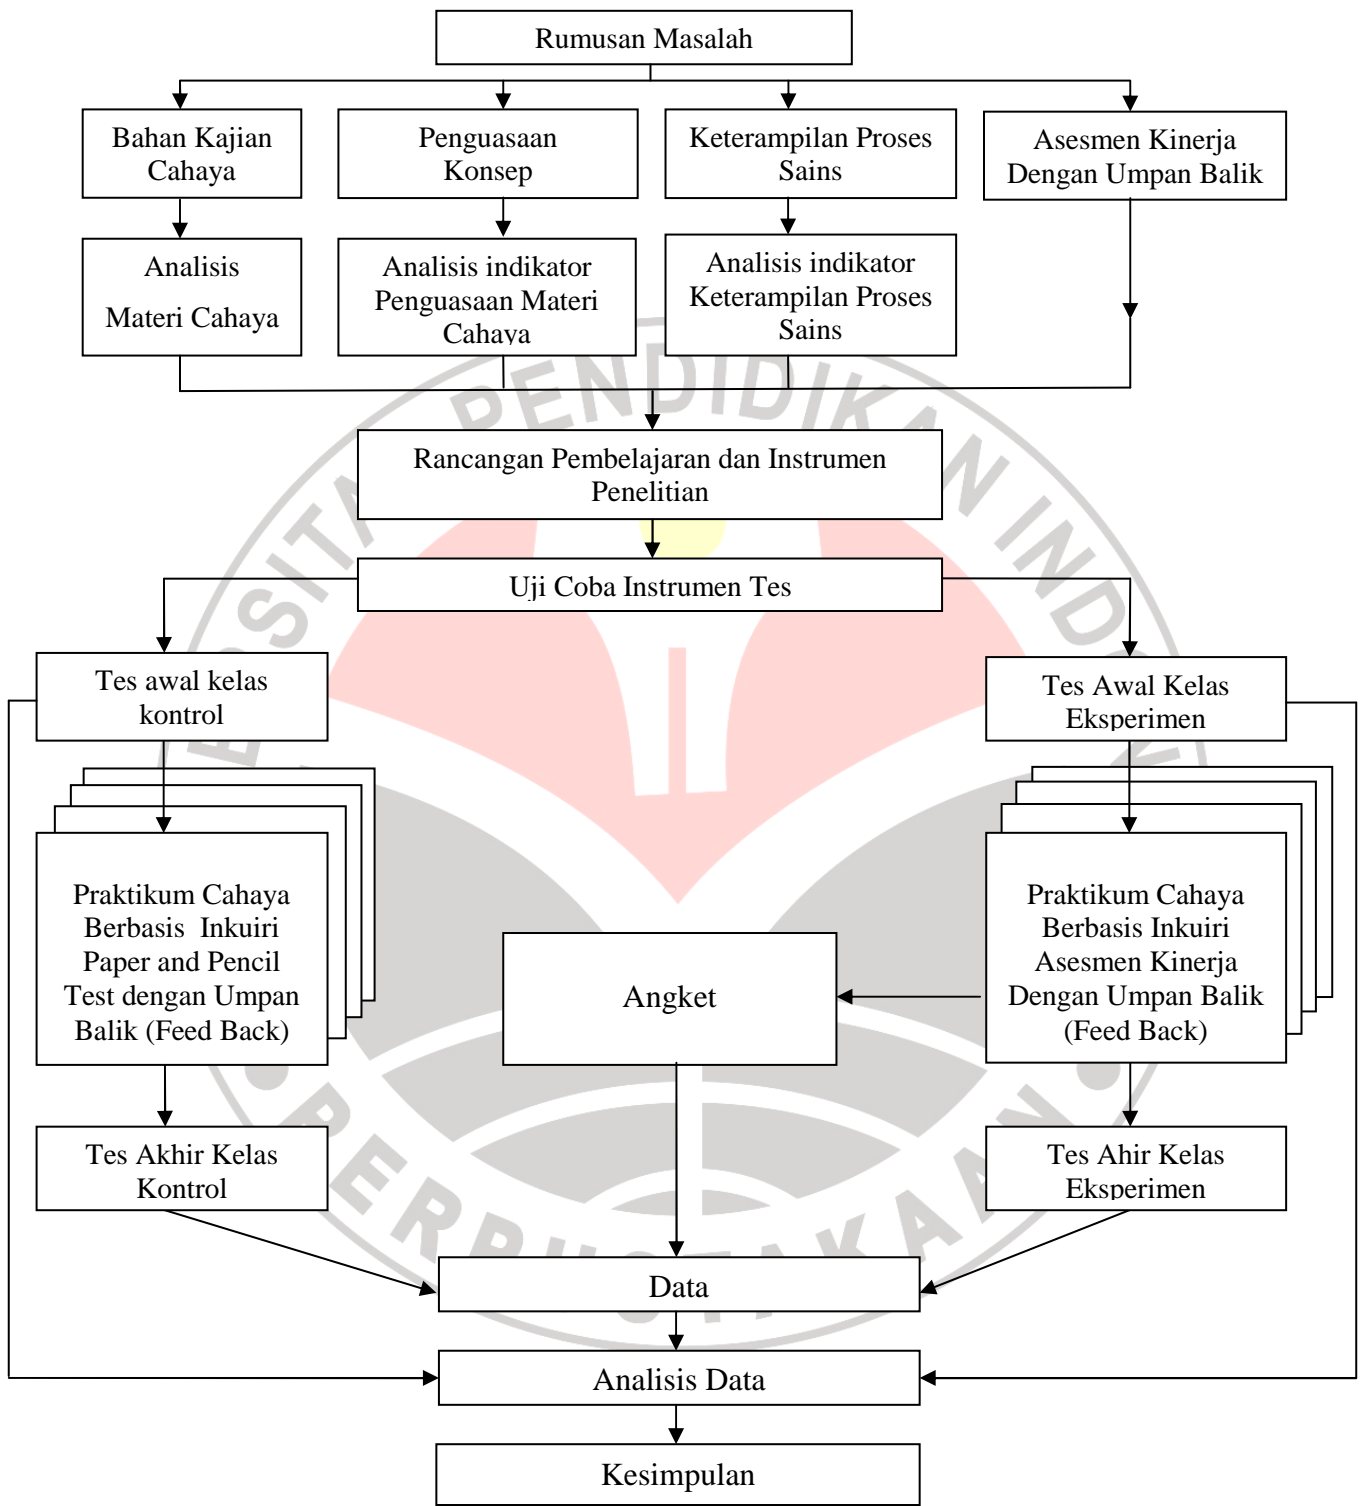 Rumusan Masalah
Bahan Kajian
Cahaya
Penguasaan
Konsep
Keterampilan Proses
Sains
Asesmen Kinerja
Dengan Umpan Balik
Analisis
Materi Cahaya
Analisis indikator
Penguasaan Materi
Cahaya
Analisis indikator
Keterampilan Proses
Sains
Rancangan Pembelajaran dan Instrumen
Penelitian
Uji Coba Instrumen Tes
Tes awal kelas
kontrol
Tes Awal Kelas
Eksperimen
Praktikum Cahaya
Berbasis  Inkuiri
Paper and Pencil
Test dengan Umpan
Balik (Feed Back)
Angket
Praktikum Cahaya
Berbasis Inkuiri
Asesmen Kinerja
Dengan Umpan Balik
(Feed Back)
Tes Akhir Kelas
Kontrol
Tes Ahir Kelas
Eksperimen
Data
Analisis Data
Kesimpulan
PENDIDIKAN